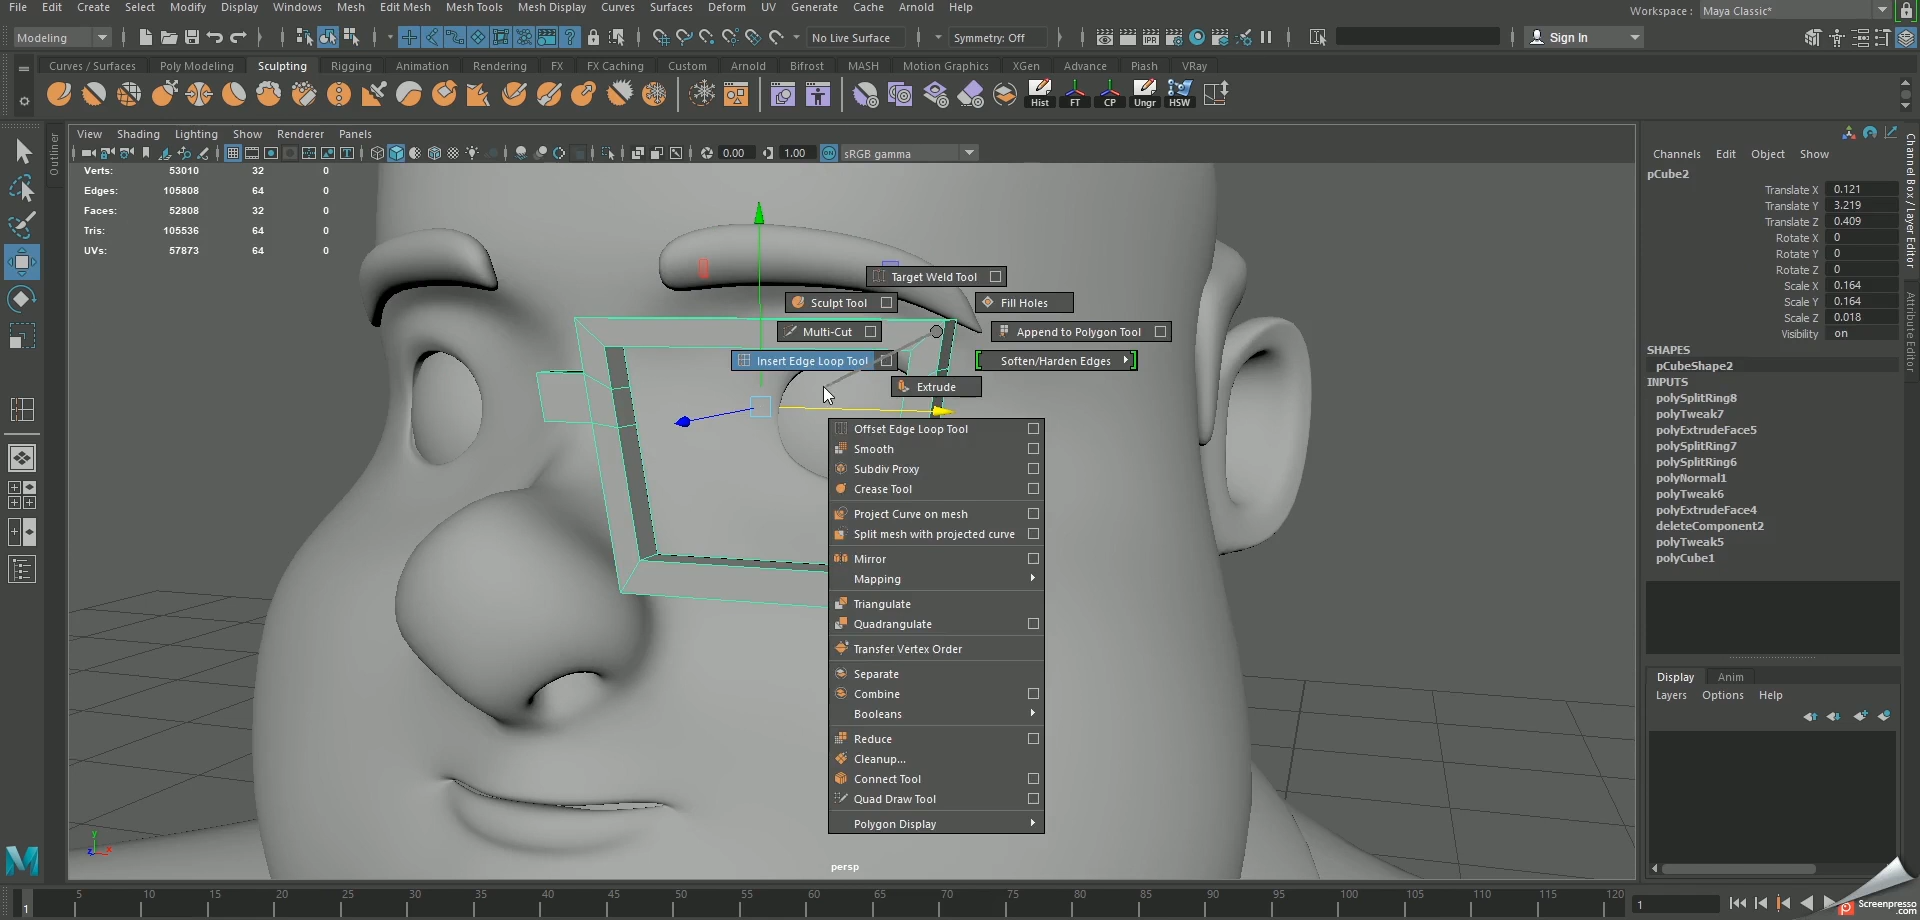 File Edit Create Select Modify Display Windows Mesh Edit Mesh Mesh Tools Mesh Display Curves Surfaces Deform UV Generate Cache Arnold Help
Workspace : Maya Classic*
Modeling No Live Surface Symmetry: Off Sign In
Curves / Surfaces Poly Modeling Sculpting Rigging Animation Rendering FX FX Caching Custom Arnold Bifrost MASH Motion Graphics XGen Advance Piash VRay
Hist FT CP Ungr HSW
View Shading Lighting Show Renderer Panels
0.00 1.00 ON sRGB gamma
Outliner
Verts: 53010 32 0
Edges: 105808 64 0
Faces: 52808 32 0
Tris: 105536 64 0
UVs: 57873 64 0
Target Weld Tool
Sculpt Tool Fill Holes
Multi-Cut Append to Polygon Tool
Insert Edge Loop Tool Soften/Harden Edges
Extrude
Offset Edge Loop Tool
Smooth
Subdiv Proxy
Crease Tool
Project Curve on mesh
Split mesh with projected curve
Mirror
Mapping
Triangulate
Quadrangulate
Transfer Vertex Order
Separate
Combine
Booleans
Reduce
Cleanup...
Connect Tool
Quad Draw Tool
Polygon Display
persp
y
z x
Channels Edit Object Show
pCube2
Translate X 0.121
Translate Y 3.219
Translate Z 0.409
Rotate X 0
Rotate Y 0
Rotate Z 0
Scale X 0.164
Scale Y 0.164
Scale Z 0.018
Visibility on
SHAPES
pCubeShape2
INPUTS
polySplitRing8
polyTweak7
polyExtrudeFace5
polySplitRing7
polySplitRing6
polyNormal1
polyTweak6
polyExtrudeFace4
deleteComponent2
polyTweak5
polyCube1
Channel Box / Layer Editor
Attribute Editor
Display Anim
Layers Options Help
5 10 15 20 25 30 35 40 45 50 55 60 65 70 75 80 85 90 95 100 105 110 115 120
1 1
Screenpresso
.com